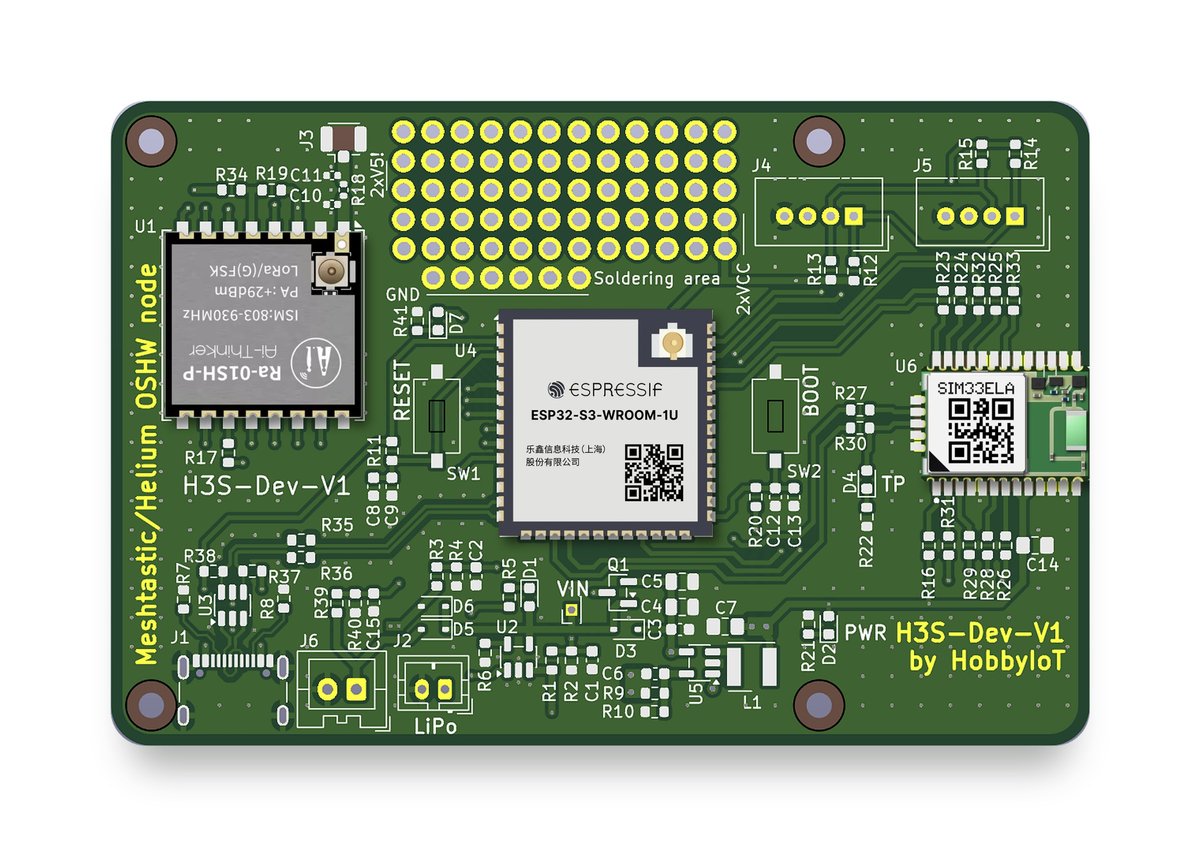 J3
2xV5!
R34
R19
C11
C10
R18
U1
LoRa/(G)FSK
PA:+29dBm
ISM:803-930MHz
Ai-Thinker
Ra-01SH-P
Ai
Meshtastic/Helium OSHW node
Soldering area
GND
2xVCC
J4
J5
R15
R14
R13
R12
R23
R24
R32
R25
R33
R41
D7
U4
RESET
SW1
ESPRESSIF
ESP32-S3-WROOM-1U
乐鑫信息科技(上海)
股份有限公司
BOOT
SW2
R27
R30
U6
SIM33ELA
D4
TP
R22
R17
R11
C8
C9
H3S-Dev-V1
R20
C12
C13
R31
R16
R29
R28
R26
C14
R35
R38
R37
R36
R7
U3
R8
R39
R40
C15
R3
R4
C2
D6
D5
R5
D1
VIN
Q1
C5
C4
C3
C7
D3
J1
J6
J2
LiPo
U2
R6
R1
R2
C1
C6
R9
R10
U5
L1
R21
D2
PWR
H3S-Dev-V1
by HobbyIoT